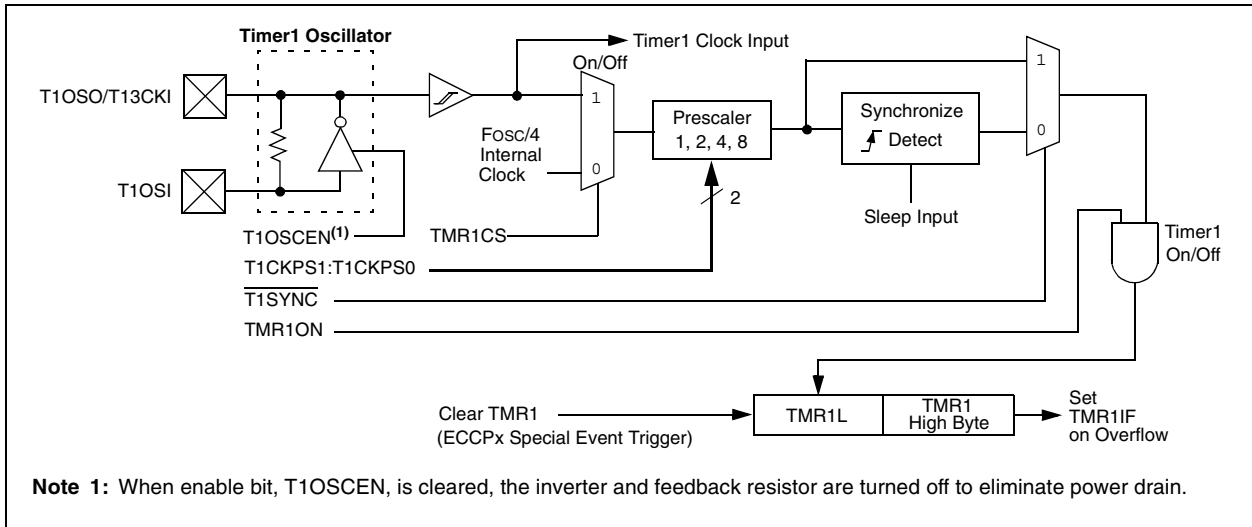 Timer1 Oscillator
T1OSO/T13CKI
T1OSI
T1OSCEN(1)
Timer1 Clock Input
On/Off
1
FOSC/4
Internal
Clock
0
TMR1CS
Prescaler
1, 2, 4, 8
2
T1CKPS1:T1CKPS0
Synchronize
Detect
Sleep Input
1
0
T1SYNC
TMR1ON
Timer1
On/Off
Clear TMR1
(ECCPx Special Event Trigger)
TMR1L
TMR1
High Byte
Set
TMR1IF
on Overflow
Note 1: When enable bit, T1OSCEN, is cleared, the inverter and feedback resistor are turned off to eliminate power drain.